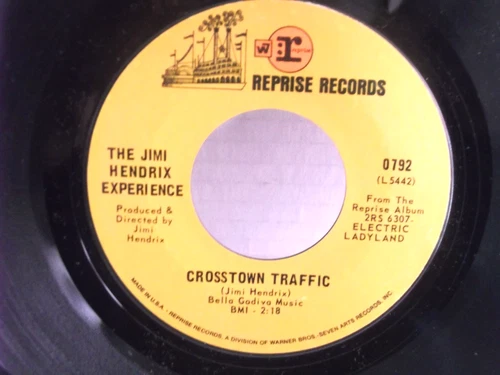 W
r
reprise
REPRISE RECORDS
THE JIMI
HENDRIX
EXPERIENCE
Produced &
Directed by
Jimi
Hendrix
0792
(L 5442)
From The
Reprise Album
2RS 6307-
ELECTRIC
LADYLAND
CROSSTOWN TRAFFIC
(Jimi Hendrix)
Bella Godiva Music
BMI - 2:18
MADE IN U.S.A. - REPRISE RECORDS, A DIVISION OF WARNER BROS.-SEVEN ARTS RECORDS, INC.